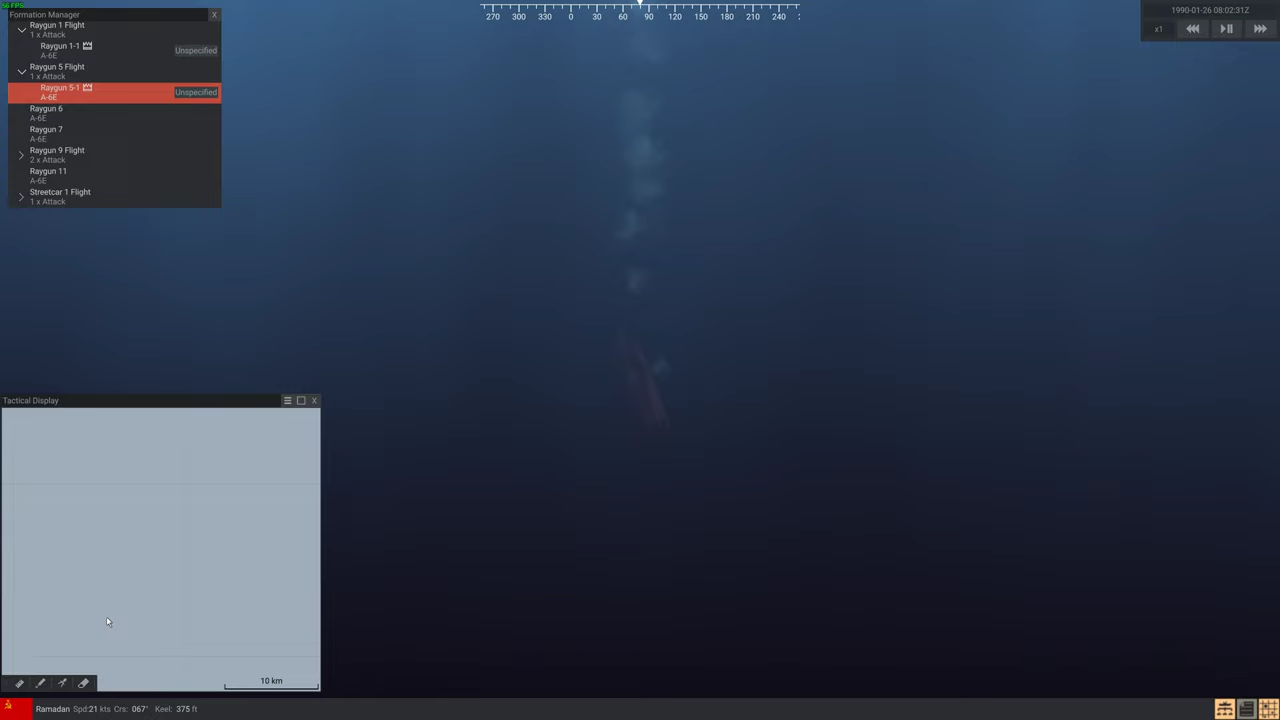 56 FPS
Formation Manager X
Raygun 1 Flight
1 x Attack
Raygun 1-1 Unspecified
A-6E
Raygun 5 Flight
1 x Attack
Raygun 5-1 Unspecified
A-6E
Raygun 6
A-6E
Raygun 7
A-6E
Raygun 9 Flight
2 x Attack
Raygun 11
A-6E
Streetcar 1 Flight
1 x Attack
270 300 330 0 30 60 90 120 150 180 210 240
1990-01-26 08:02:31Z
x1
Tactical Display X
10 km
Ramadan Spd:21 kts Crs: 067° Keel: 375 ft